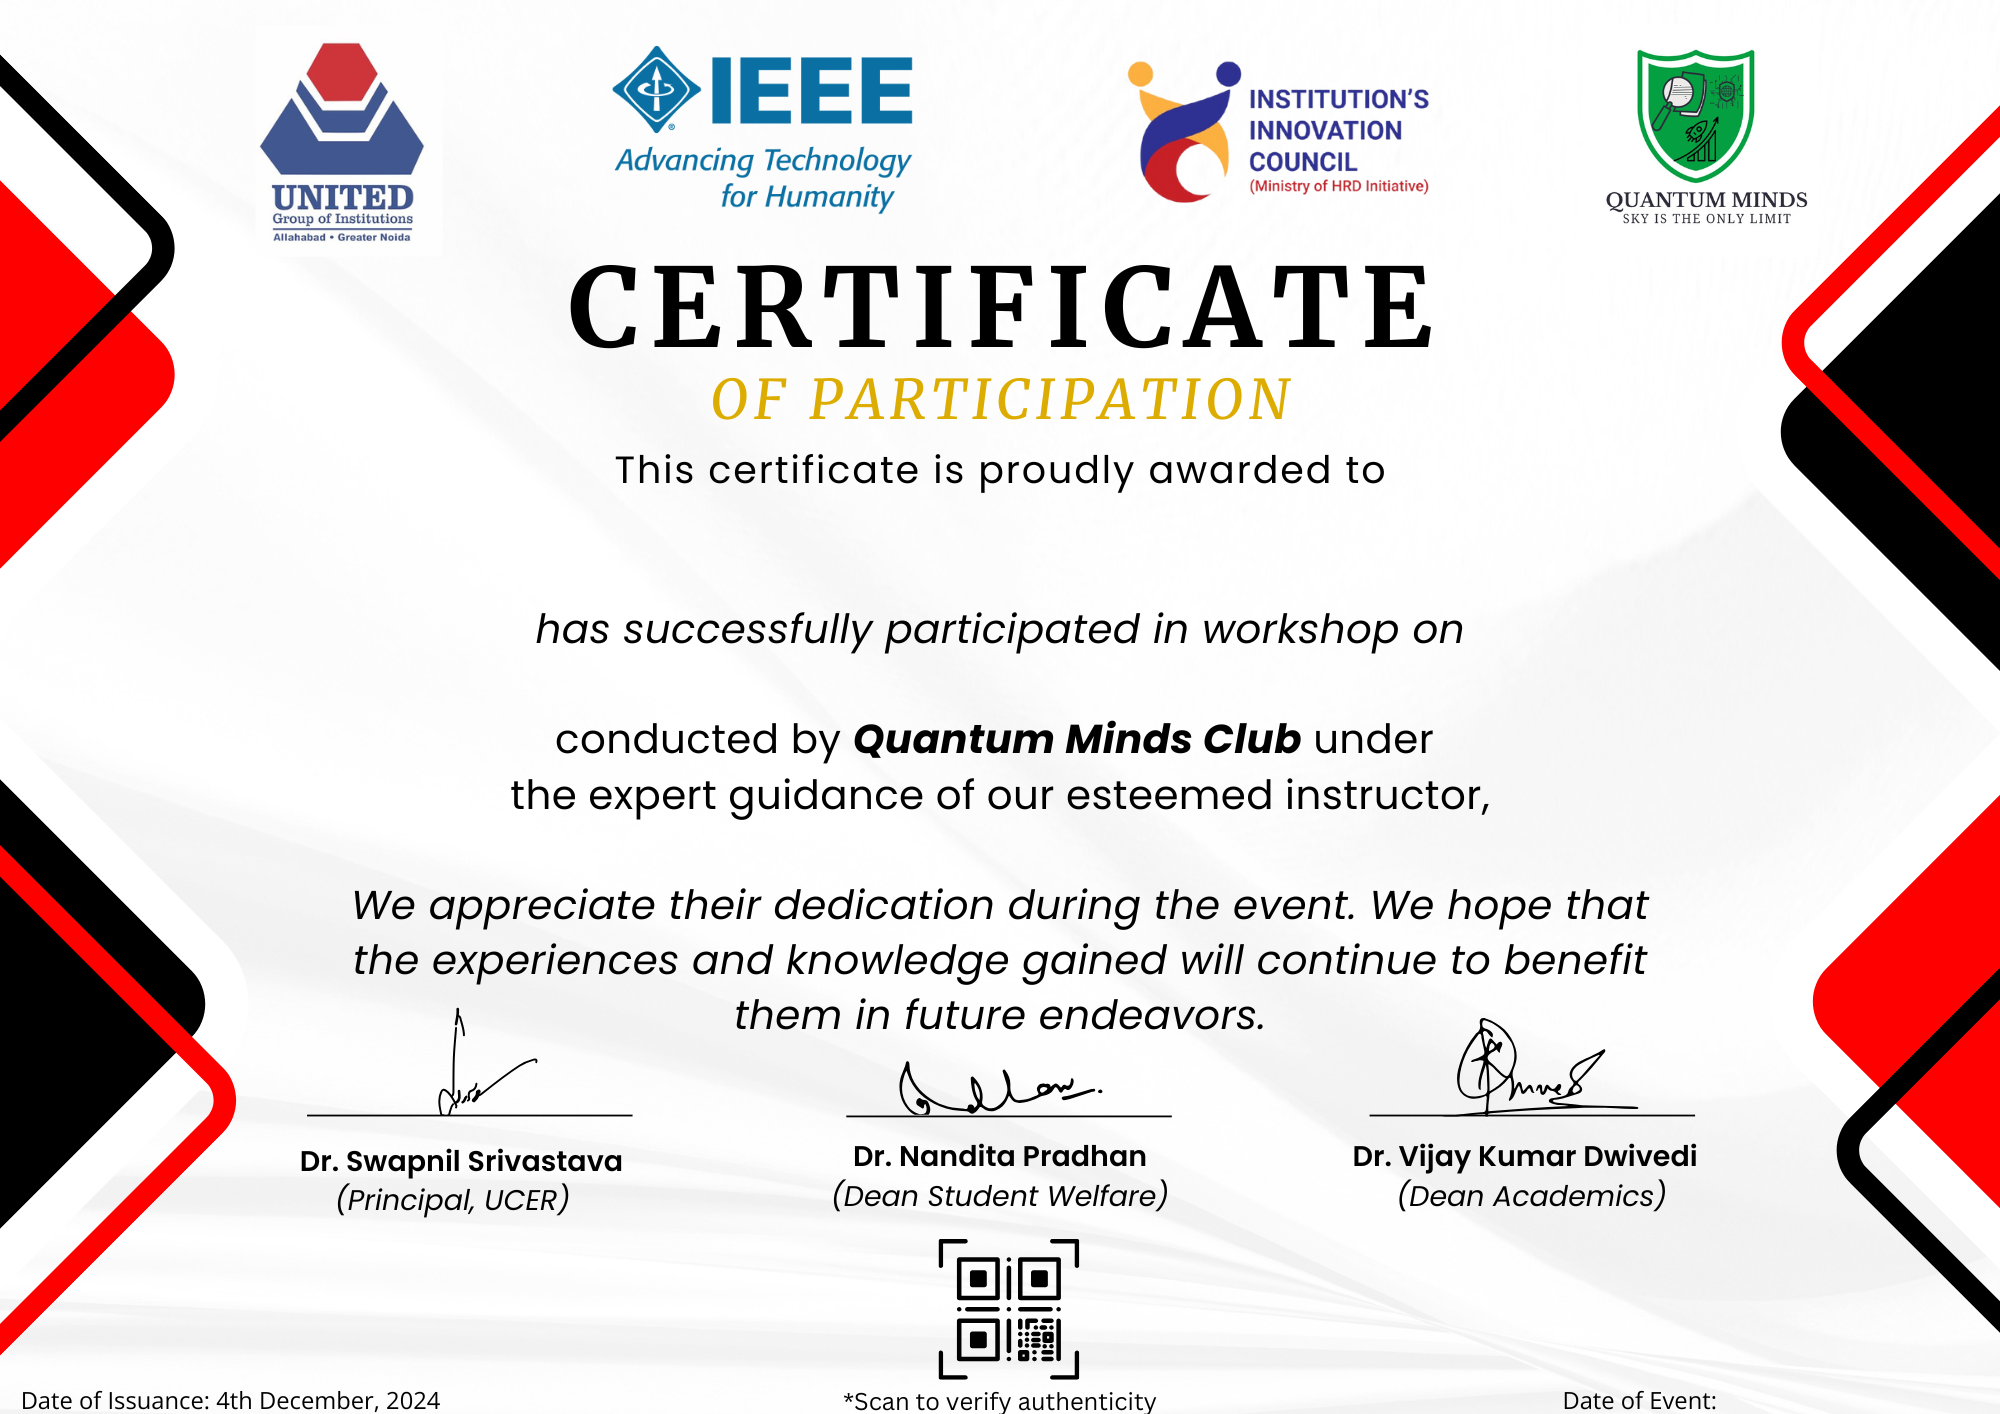 UNITED
Group of Institutions
Allahabad • Greater Noida
IEEE
®
Advancing Technology
for Humanity
INSTITUTION'S
INNOVATION
COUNCIL
(Ministry of HRD Initiative)
QUANTUM MINDS
SKY IS THE ONLY LIMIT
CERTIFICATE
OF PARTICIPATION
This certificate is proudly awarded to
has successfully participated in workshop on
conducted by Quantum Minds Club under
the expert guidance of our esteemed instructor,
We appreciate their dedication during the event. We hope that
the experiences and knowledge gained will continue to benefit
them in future endeavors.
Dr. Swapnil Srivastava
(Principal, UCER)
Dr. Nandita Pradhan
(Dean Student Welfare)
Dr. Vijay Kumar Dwivedi
(Dean Academics)
Date of Issuance: 4th December, 2024
*Scan to verify authenticity
Date of Event: